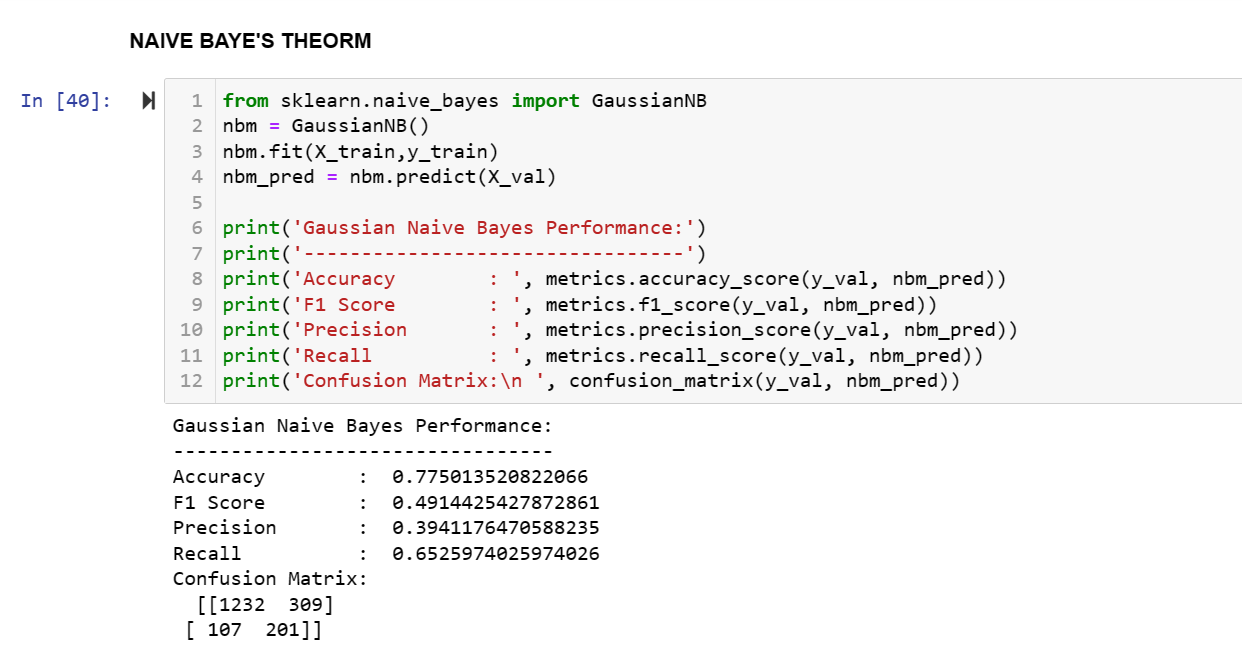 NAIVE BAYE'S THEORM
In [40]:
1 from sklearn.naive_bayes import GaussianNB
2 nbm = GaussianNB()
3 nbm.fit(X_train,y_train)
4 nbm_pred = nbm.predict(X_val)
5
6 print('Gaussian Naive Bayes Performance:')
7 print('---------------------------------')
8 print('Accuracy        : ', metrics.accuracy_score(y_val, nbm_pred))
9 print('F1 Score        : ', metrics.f1_score(y_val, nbm_pred))
10 print('Precision       : ', metrics.precision_score(y_val, nbm_pred))
11 print('Recall          : ', metrics.recall_score(y_val, nbm_pred))
12 print('Confusion Matrix:\n ', confusion_matrix(y_val, nbm_pred))
Gaussian Naive Bayes Performance:
---------------------------------
Accuracy        :  0.775013520822066
F1 Score        :  0.4914425427872861
Precision       :  0.3941176470588235
Recall          :  0.6525974025974026
Confusion Matrix:
  [[1232  309]
 [ 107  201]]